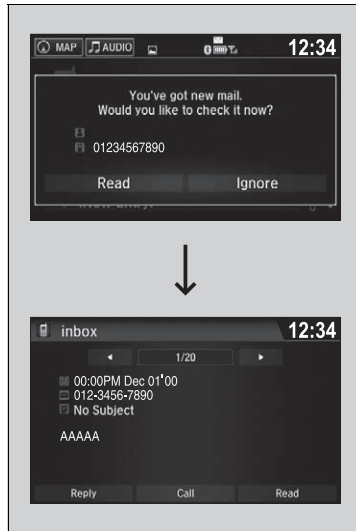 MAP AUDIO 12:34
You've got new mail.
Would you like to check it now?
01234567890
Read Ignore
inbox 12:34
1/20
00:00PM Dec 01'00
012-3456-7890
No Subject
AAAAA
Reply Call Read